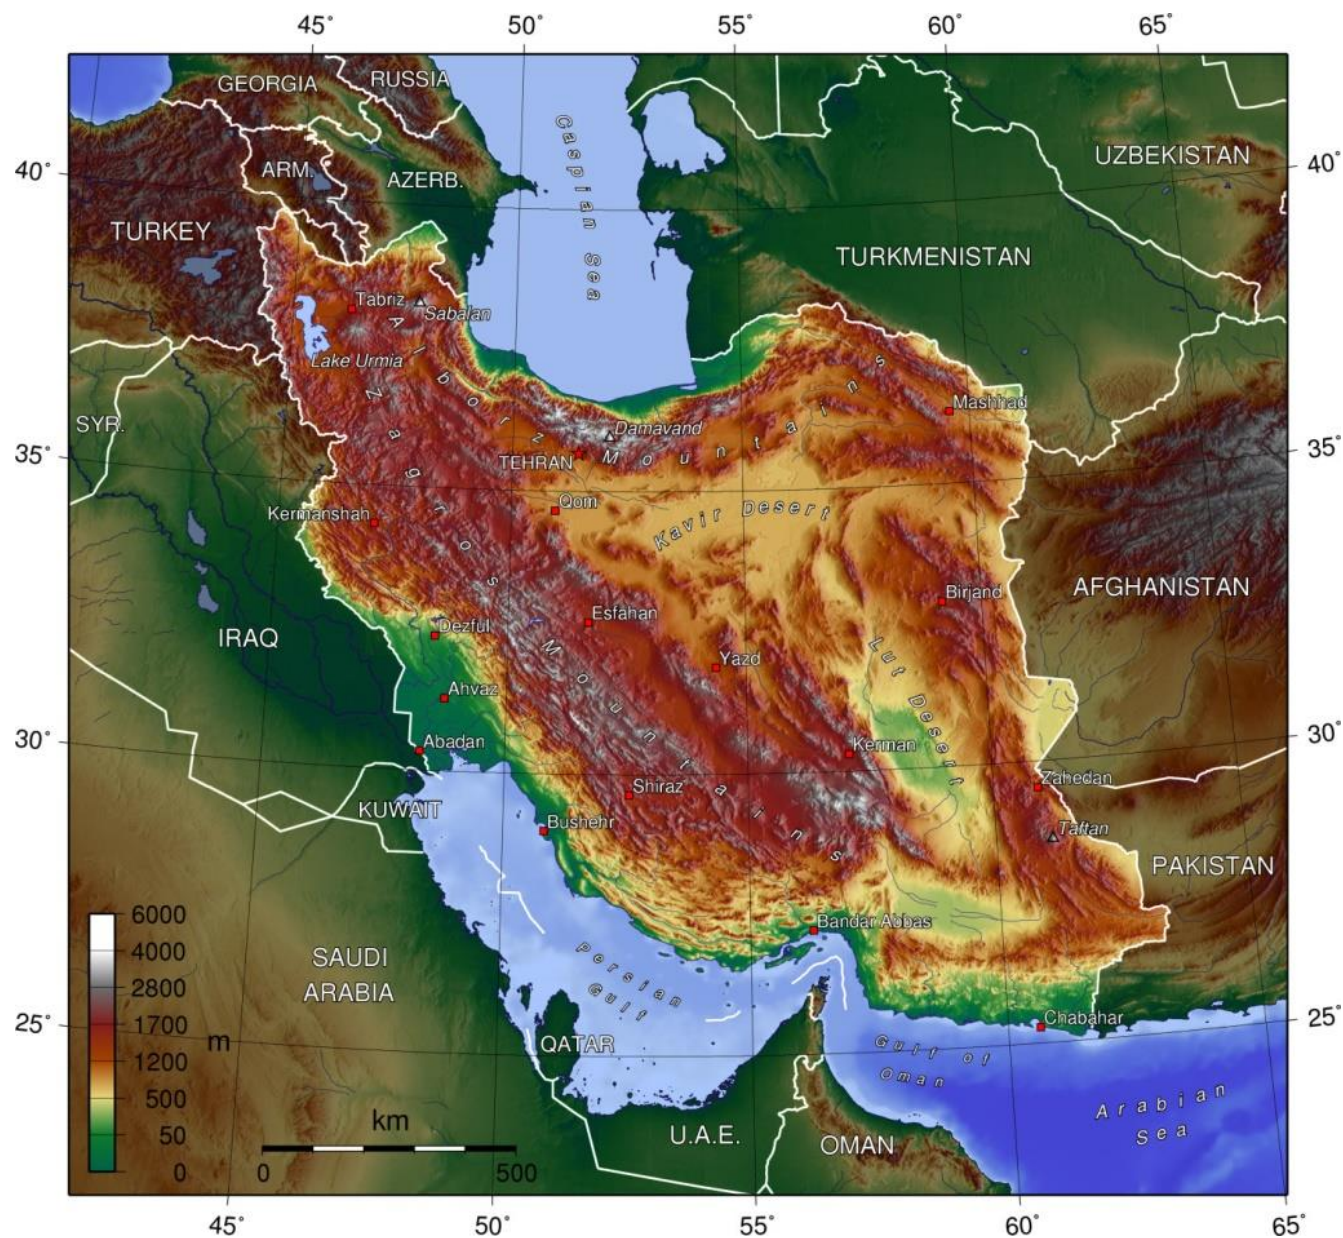 45° 50° 55° 60° 65°
GEORGIA
RUSSIA
ARM.
AZERB.
Caspian Sea
UZBEKISTAN
40°
40°
TURKEY
TURKMENISTAN
Tabriz
Sabalan
Lake Urmia
Alborz Mountains
Zagros Mountains
Mashhad
SYR.
Damavand
TEHRAN
35°
35°
Qom
Kavir Desert
Kermanshah
AFGHANISTAN
Birjand
Esfahan
Dezful
IRAQ
Lut Desert
Yazd
Ahvaz
30°
30°
Abadan
Kerman
Zahedan
Shiraz
KUWAIT
Bushehr
Taftan
PAKISTAN
6000
4000
2800
1700
1200
500
50
0
m
Bandar Abbas
SAUDI
ARABIA
Persian
Gulf
25°
25°
Chabahar
QATAR
Gulf of
Oman
Arabian
Sea
km
0 500
U.A.E.
OMAN
45° 50° 55° 60° 65°